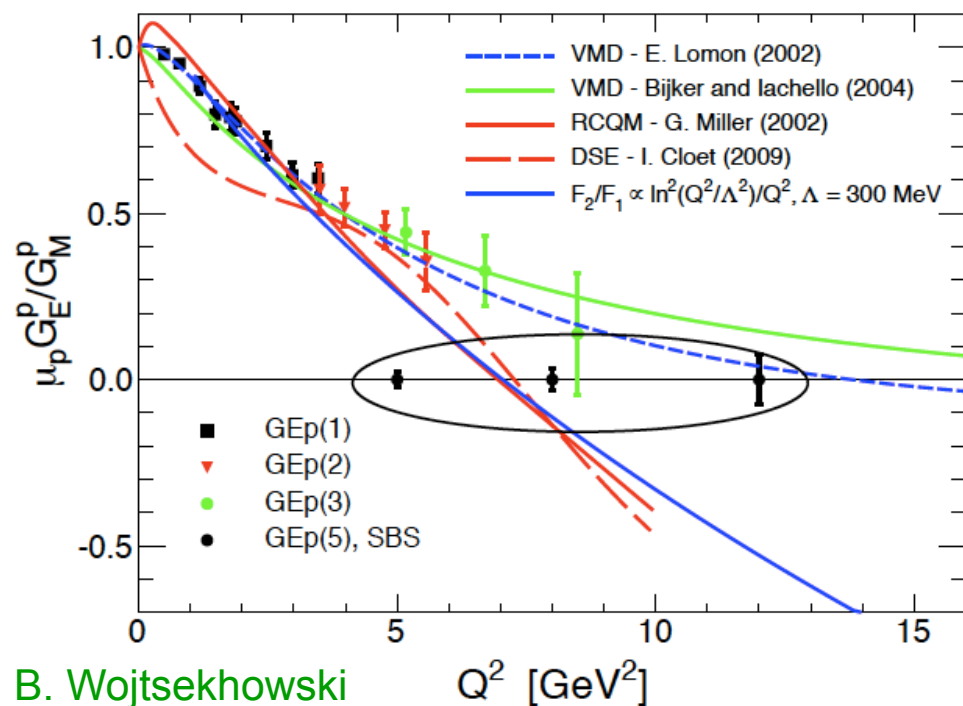 1.0
0.5
0.0
-0.5
μpG_E^p/G_M^p
VMD - E. Lomon (2002)
VMD - Bijker and Iachello (2004)
RCQM - G. Miller (2002)
DSE - I. Cloet (2009)
F₂/F₁ ∝ ln²(Q²/Λ²)/Q², Λ = 300 MeV
GEp(1)
GEp(2)
GEp(3)
GEp(5), SBS
0 5 10 15
B. Wojtsekhowski
Q² [GeV²]